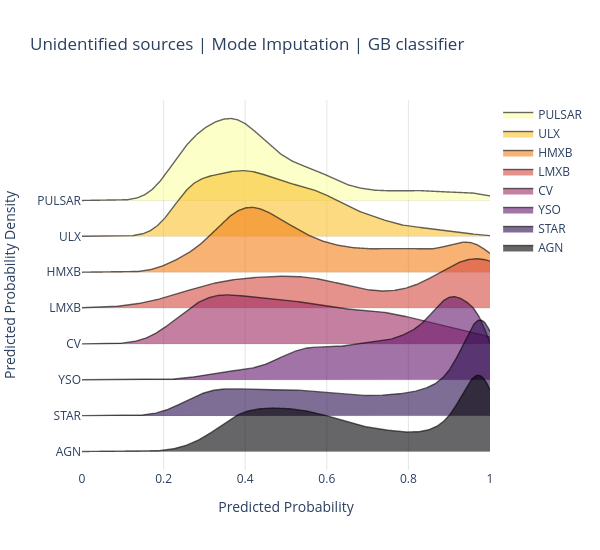 Unidentified sources | Mode Imputation | GB classifier
PULSAR
ULX
HMXB
LMXB
CV
YSO
STAR
AGN
Predicted Probability Density
PULSAR
ULX
HMXB
LMXB
CV
YSO
STAR
AGN
0 0.2 0.4 0.6 0.8 1
Predicted Probability